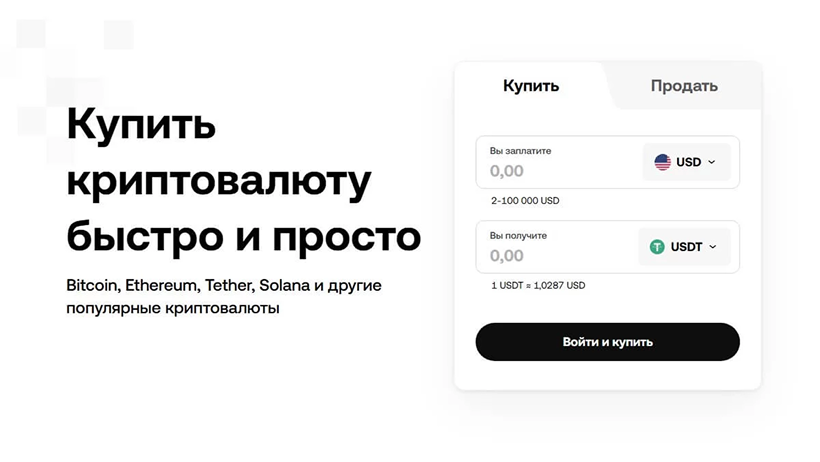 Купить
криптовалюту
быстро и просто
Bitcoin, Ethereum, Tether, Solana и другие
популярные криптовалюты
Купить
Продать
Вы заплатите
0,00
USD
2-100 000 USD
Вы получите
0,00
USDT
1 USDT ≈ 1,0287 USD
Войти и купить